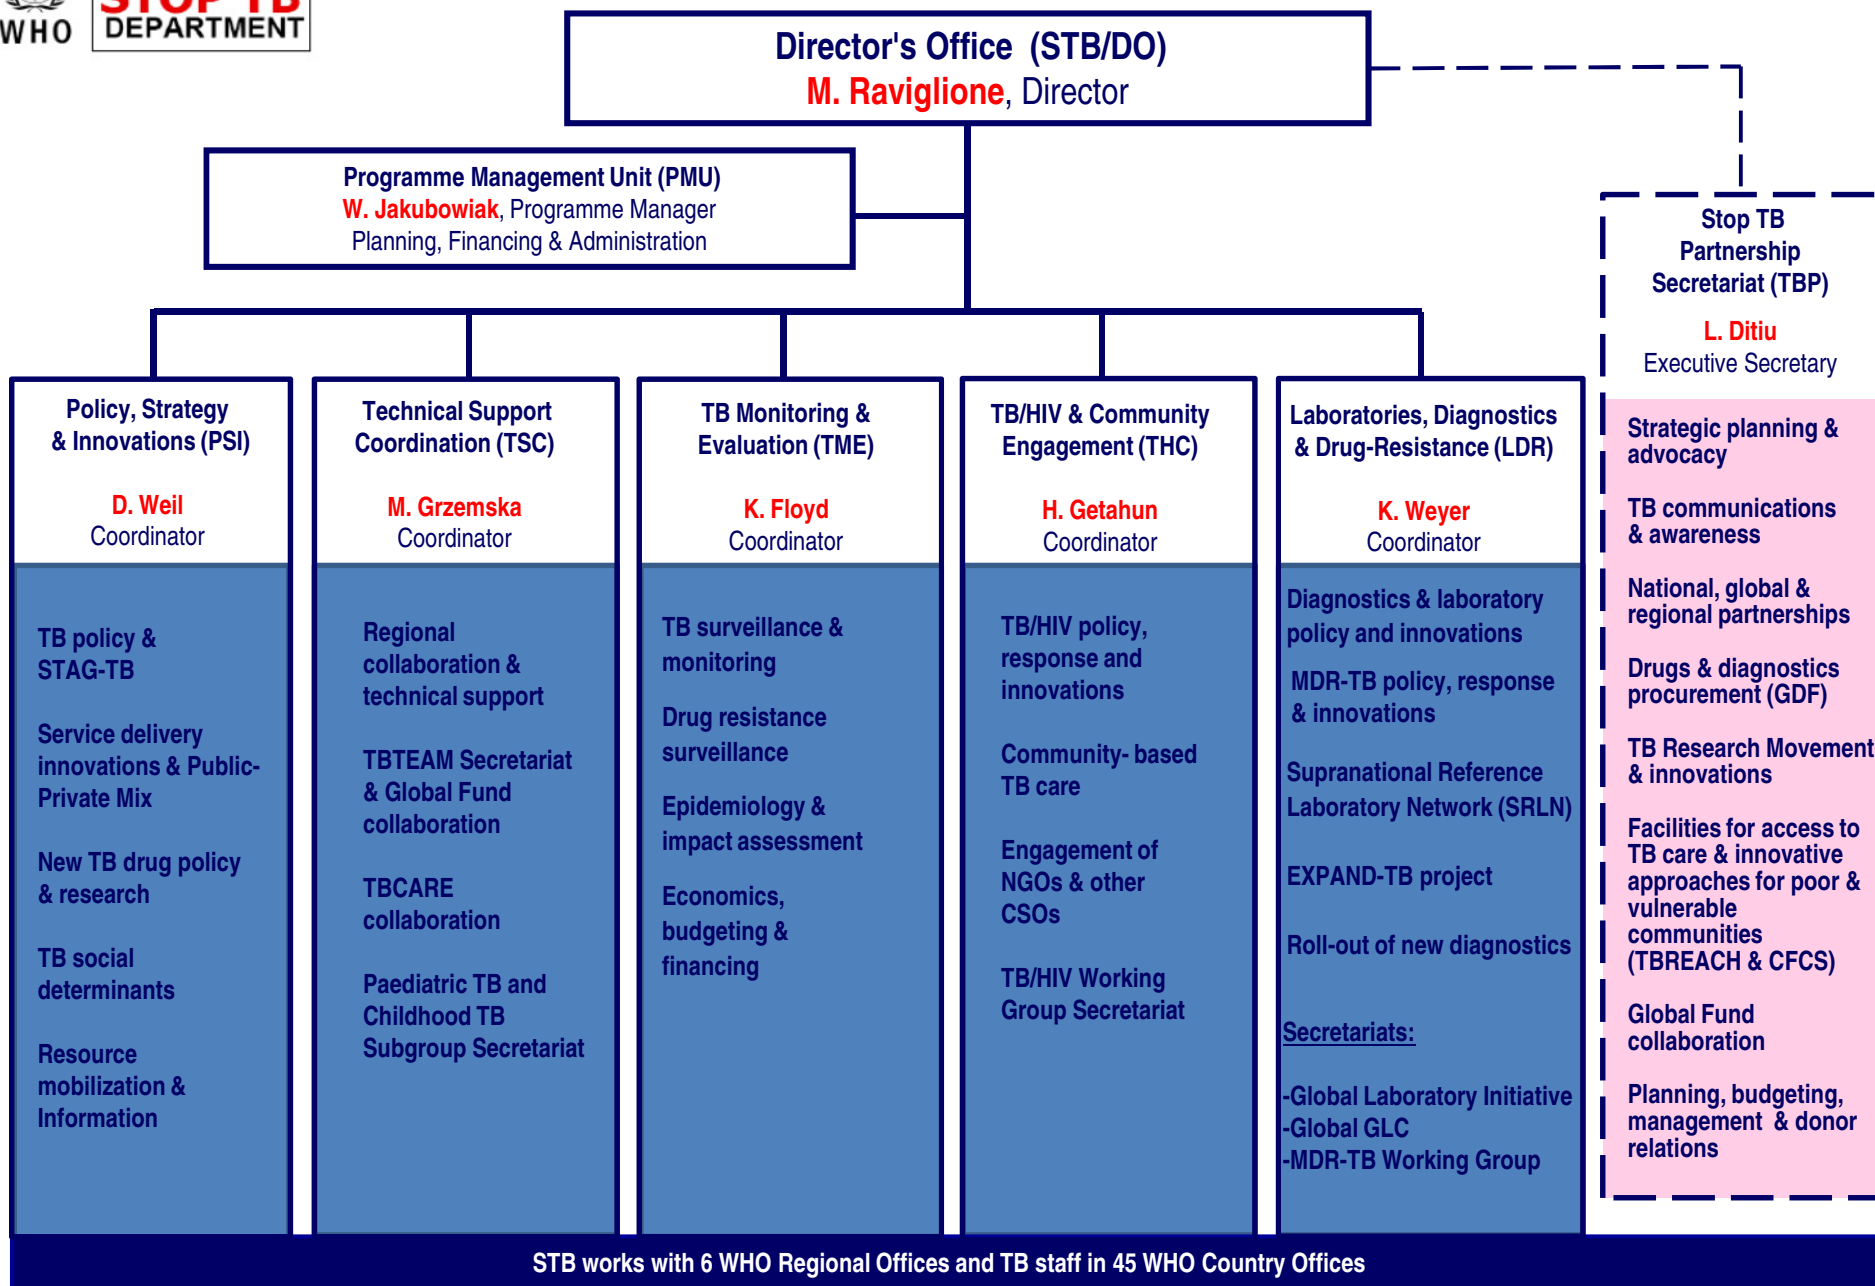 WHO
STOP TB
DEPARTMENT
Director's Office (STB/DO)
M. Raviglione, Director
Programme Management Unit (PMU)
W. Jakubowiak, Programme Manager
Planning, Financing & Administration
Policy, Strategy
& Innovations (PSI)
D. Weil
Coordinator
TB policy &
STAG-TB
Service delivery
innovations & Public-
Private Mix
New TB drug policy
& research
TB social
determinants
Resource
mobilization &
Information
Technical Support
Coordination (TSC)
M. Grzemska
Coordinator
Regional
collaboration &
technical support
TBTEAM Secretariat
& Global Fund
collaboration
TBCARE
collaboration
Paediatric TB and
Childhood TB
Subgroup Secretariat
TB Monitoring &
Evaluation (TME)
K. Floyd
Coordinator
TB surveillance &
monitoring
Drug resistance
surveillance
Epidemiology &
impact assessment
Economics,
budgeting &
financing
TB/HIV & Community
Engagement (THC)
H. Getahun
Coordinator
TB/HIV policy,
response and
innovations
Community- based
TB care
Engagement of
NGOs & other
CSOs
TB/HIV Working
Group Secretariat
Laboratories, Diagnostics
& Drug-Resistance (LDR)
K. Weyer
Coordinator
Diagnostics & laboratory
policy and innovations
MDR-TB policy, response
& innovations
Supranational Reference
Laboratory Network (SRLN)
EXPAND-TB project
Roll-out of new diagnostics
Secretariats:
-Global Laboratory Initiative
-Global GLC
-MDR-TB Working Group
Stop TB
Partnership
Secretariat (TBP)
L. Ditiu
Executive Secretary
Strategic planning &
advocacy
TB communications
& awareness
National, global &
regional partnerships
Drugs & diagnostics
procurement (GDF)
TB Research Movement
& innovations
Facilities for access to
TB care & innovative
approaches for poor &
vulnerable
communities
(TBREACH & CFCS)
Global Fund
collaboration
Planning, budgeting,
management & donor
relations
STB works with 6 WHO Regional Offices and TB staff in 45 WHO Country Offices